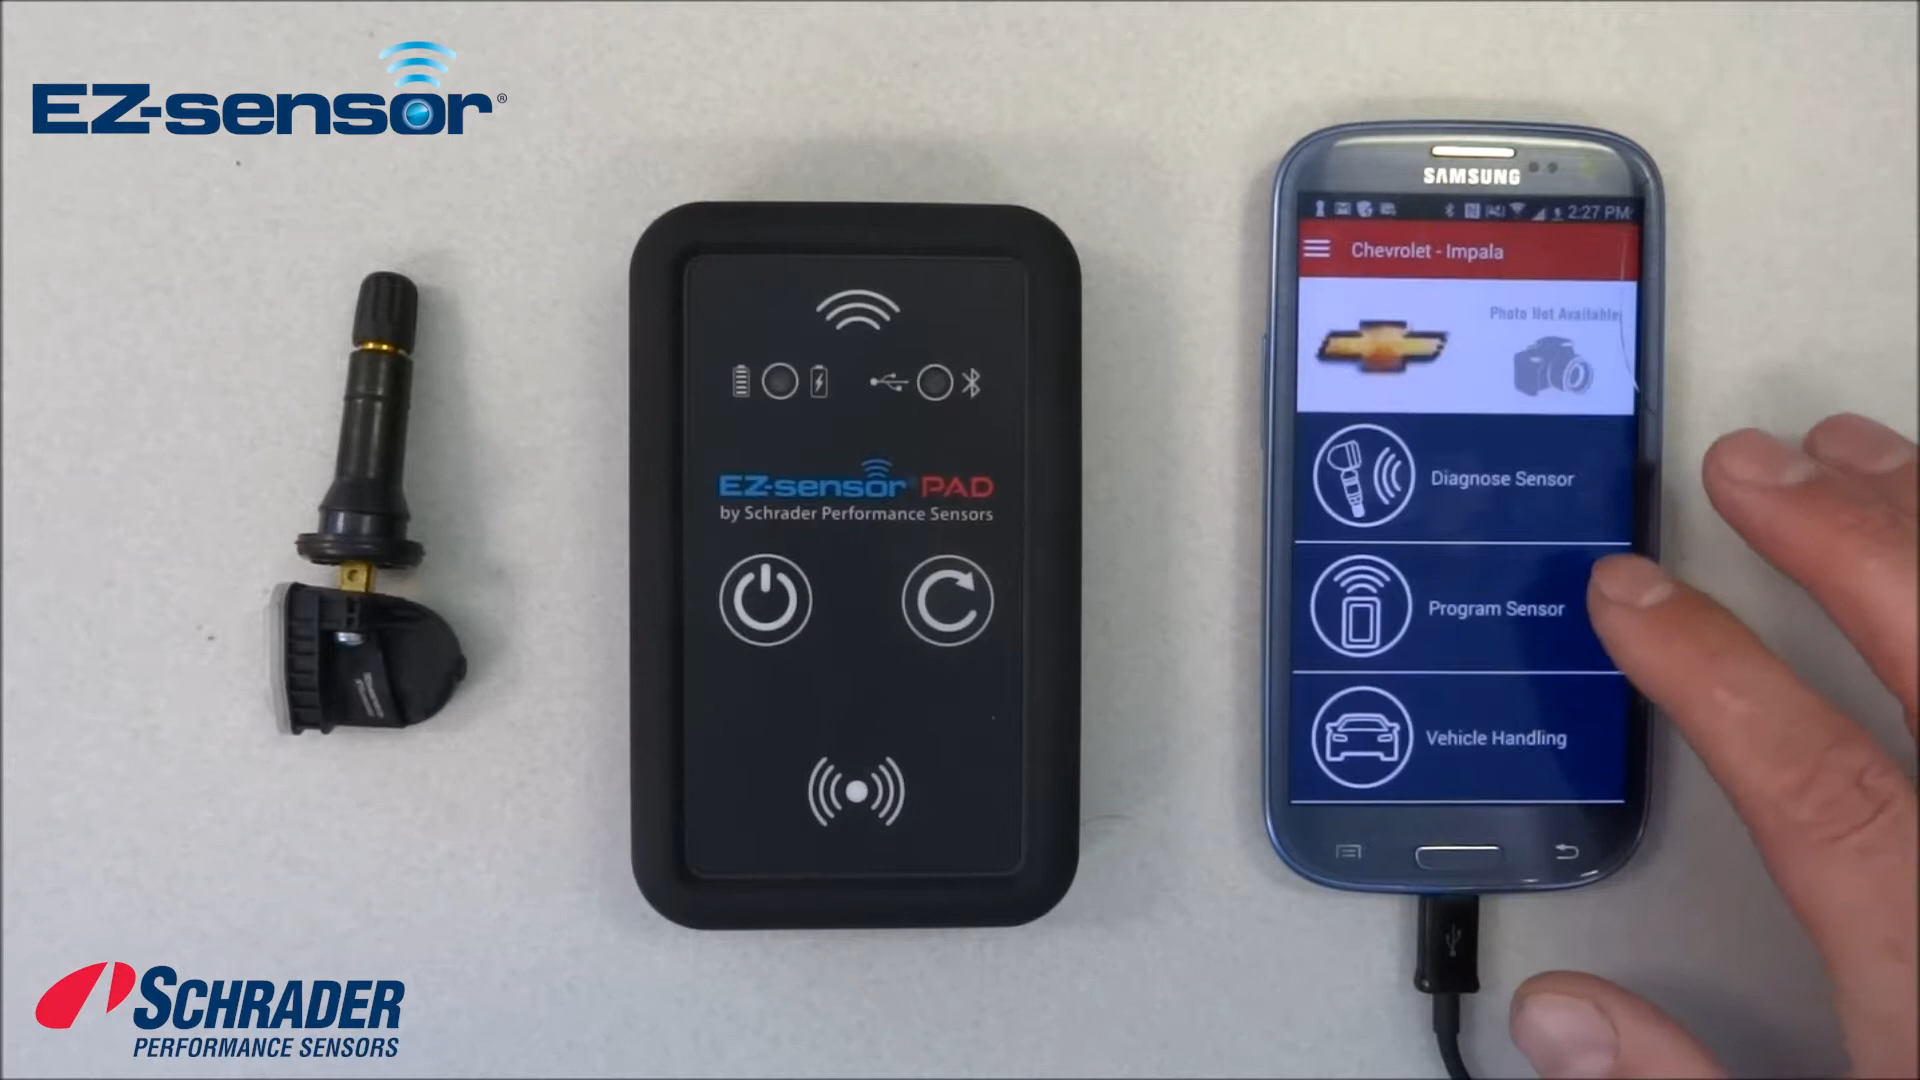 EZ-sensor®
SAMSUNG
2:27 PM
Chevrolet - Impala
Photo Not Available
Diagnose Sensor
EZ-sensor® PAD
by Schrader Performance Sensors
Program Sensor
Vehicle Handling
SCHRADER
PERFORMANCE SENSORS